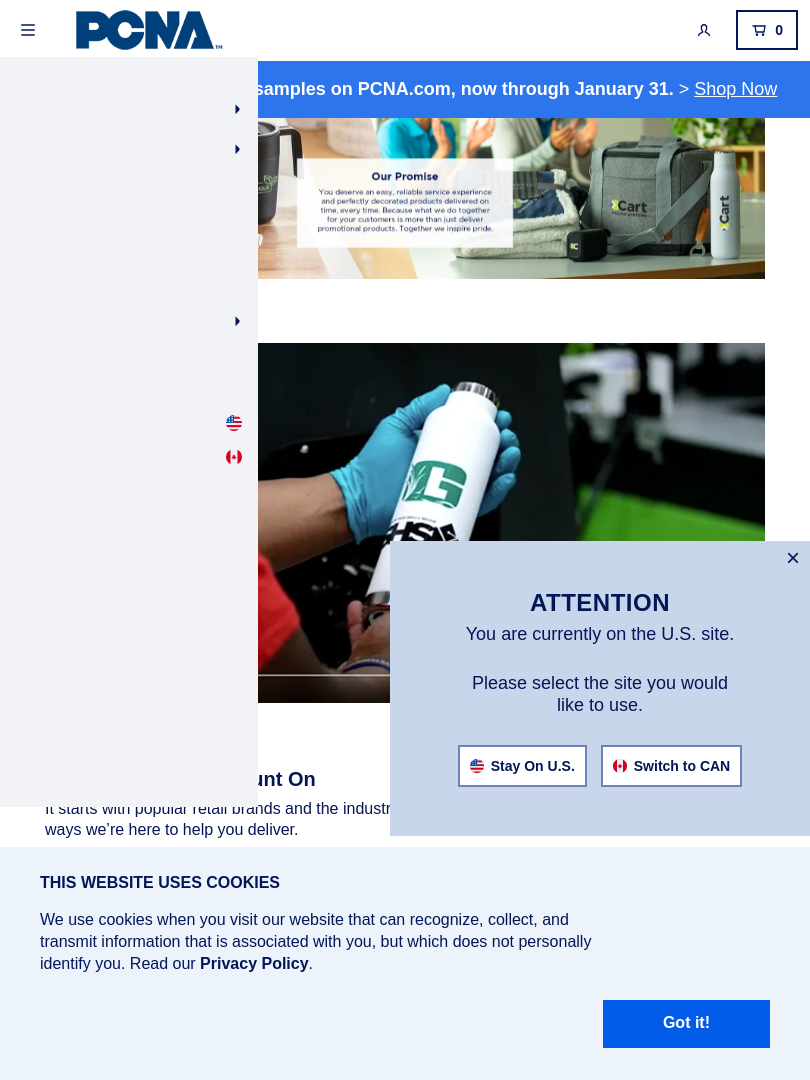 PCNA TM
0
samples on PCNA.com, now through January 31. > Shop Now
Our Promise
You deserve an easy, reliable service experience
and perfectly decorated products delivered on
time, every time. Because what we do together
for your customers is more than just deliver
promotional products. Together we inspire pride.
xCart
xCart
ATTENTION
You are currently on the U.S. site.
Please select the site you would
like to use.
Stay On U.S.
Switch to CAN
unt On
It starts with popular retail brands and the industr
ways we’re here to help you deliver.
THIS WEBSITE USES COOKIES
We use cookies when you visit our website that can recognize, collect, and
transmit information that is associated with you, but which does not personally
identify you. Read our Privacy Policy.
Got it!